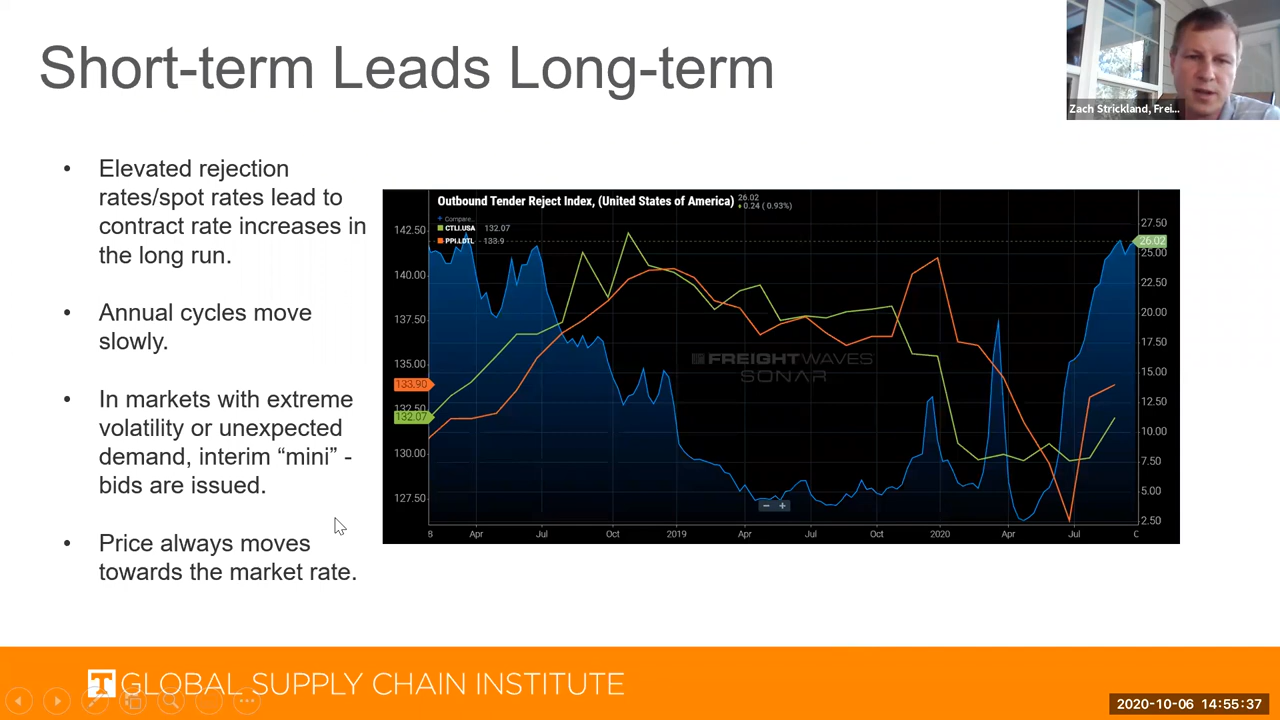 Short-term Leads Long-term
Zach Strickland, Frei...
• Elevated rejection
rates/spot rates lead to
contract rate increases in
the long run.
• Annual cycles move
slowly.
• In markets with extreme
volatility or unexpected
demand, interim “mini” -
bids are issued.
• Price always moves
towards the market rate.
Outbound Tender Reject Index, (United States of America)
26.02
0.24 ( 0.93%)
Compare...
CTLI.USA 132.07
PPI.LDTL 133.9
142.50
140.00
137.50
135.00
133.90
132.50
132.07
130.00
127.50
27.50
26.02
25.00
22.50
20.00
17.50
15.00
12.50
10.00
7.50
5.00
2.50
FREIGHTWAVES
SONAR
− +
8 Apr Jul Oct 2019 Apr Jul Oct 2020 Apr Jul C
T GLOBAL SUPPLY CHAIN INSTITUTE
2020-10-06 14:55:37